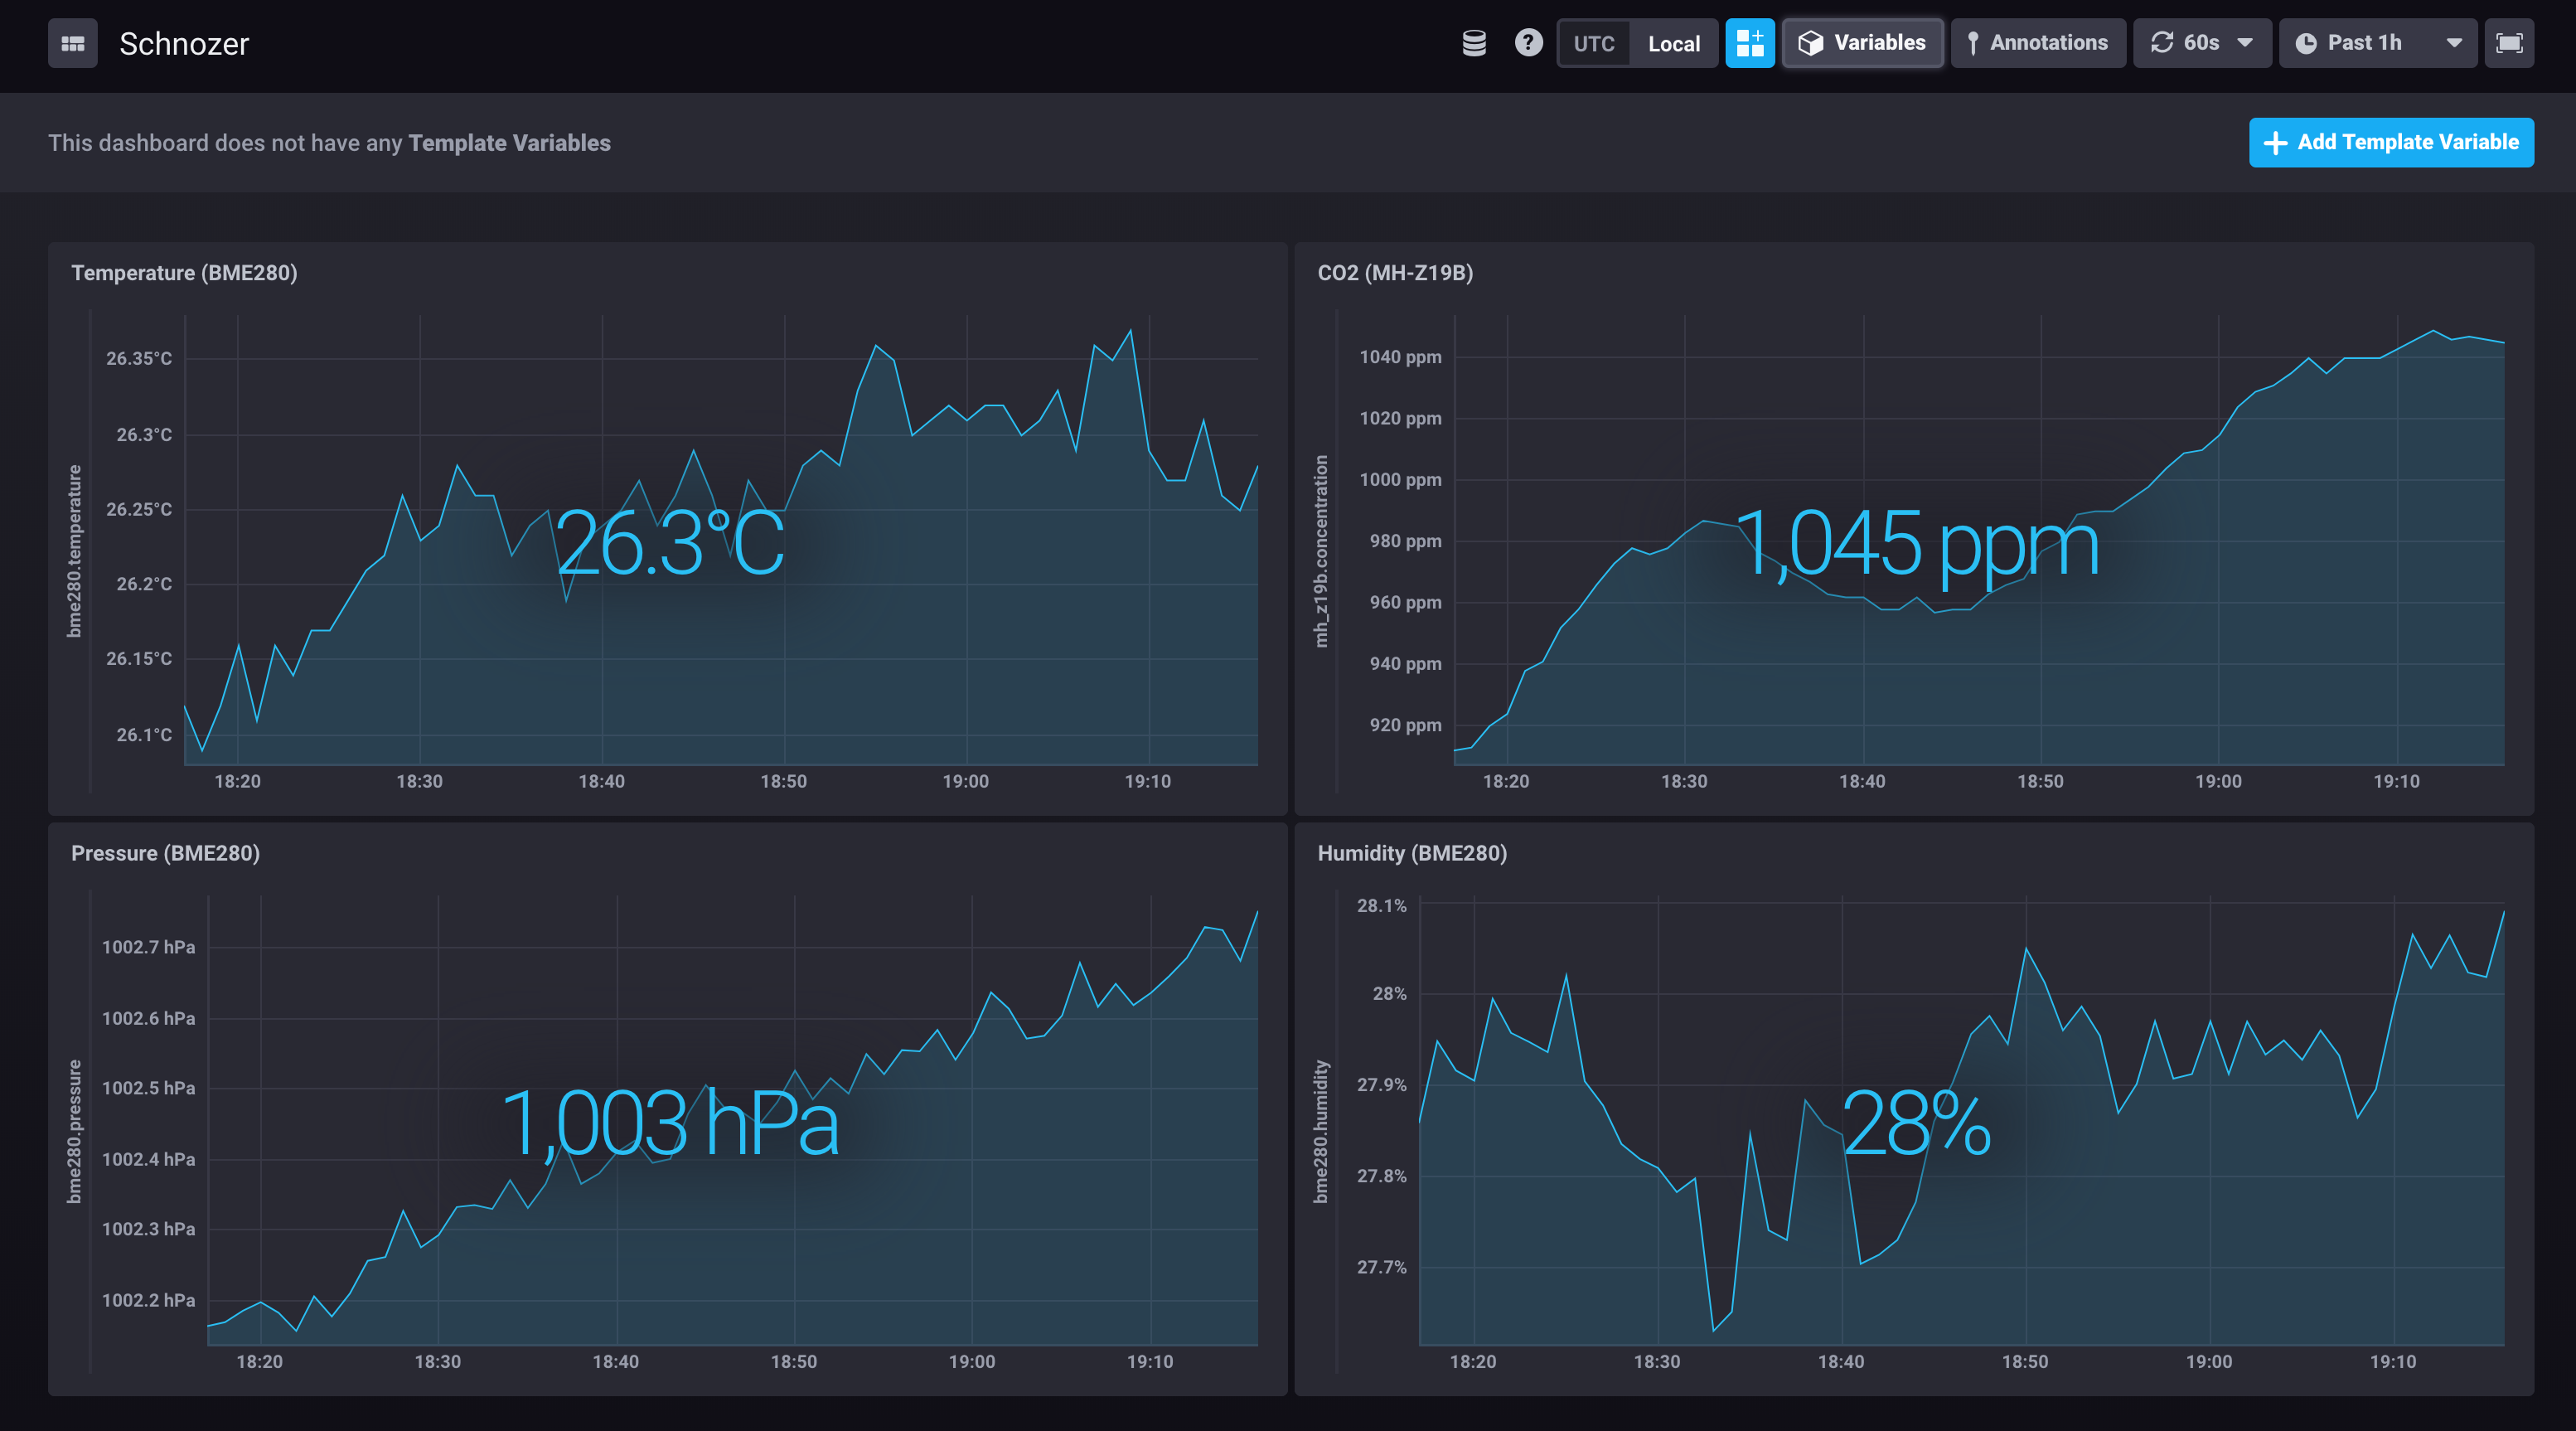 Schnozer
? UTC Local Variables Annotations 60s Past 1h
This dashboard does not have any Template Variables
+ Add Template Variable
Temperature (BME280)
bme280.temperature
26.35°C
26.3°C
26.25°C
26.2°C
26.15°C
26.1°C
26.3°C
18:20 18:30 18:40 18:50 19:00 19:10
CO2 (MH-Z19B)
mh_z19b.concentration
1040 ppm
1020 ppm
1000 ppm
980 ppm
960 ppm
940 ppm
920 ppm
1,045 ppm
18:20 18:30 18:40 18:50 19:00 19:10
Pressure (BME280)
bme280.pressure
1002.7 hPa
1002.6 hPa
1002.5 hPa
1002.4 hPa
1002.3 hPa
1002.2 hPa
1,003 hPa
18:20 18:30 18:40 18:50 19:00 19:10
Humidity (BME280)
bme280.humidity
28.1%
28%
27.9%
27.8%
27.7%
28%
18:20 18:30 18:40 18:50 19:00 19:10